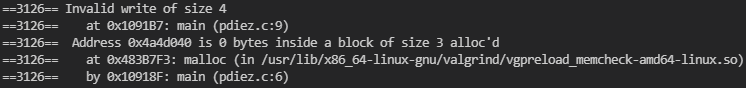 ==3126== Invalid write of size 4
==3126==    at 0x1091B7: main (pdiez.c:9)
==3126==  Address 0x4a4d040 is 0 bytes inside a block of size 3 alloc'd
==3126==    at 0x483B7F3: malloc (in /usr/lib/x86_64-linux-gnu/valgrind/vgpreload_memcheck-amd64-linux.so)
==3126==    by 0x10918F: main (pdiez.c:6)